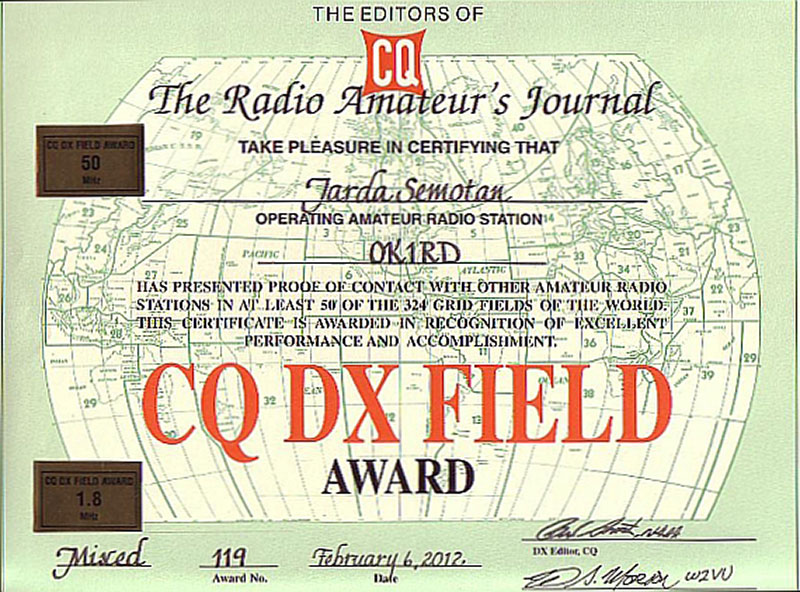 THE EDITORS OF
CQ
The Radio Amateur's Journal
TAKE PLEASURE IN CERTIFYING THAT
CQ DX FIELD AWARD
50
MHz
Jarda Semotan
OPERATING AMATEUR RADIO STATION
OK1RD
HAS PRESENTED PROOF OF CONTACT WITH OTHER AMATEUR RADIO
STATIONS IN AT LEAST 50 OF THE 324 GRID FIELDS OF THE WORLD.
THIS CERTIFICATE IS AWARDED IN RECOGNITION OF EXCELLENT
PERFORMANCE AND ACCOMPLISHMENT.
CQ DX FIELD
AWARD
CQ DX FIELD AWARD
1.8
MHz
Mixed
119
February 6, 2012.
Award No.
Date
DX Editor, CQ
W2VU
PACIFIC
ATLANTIC